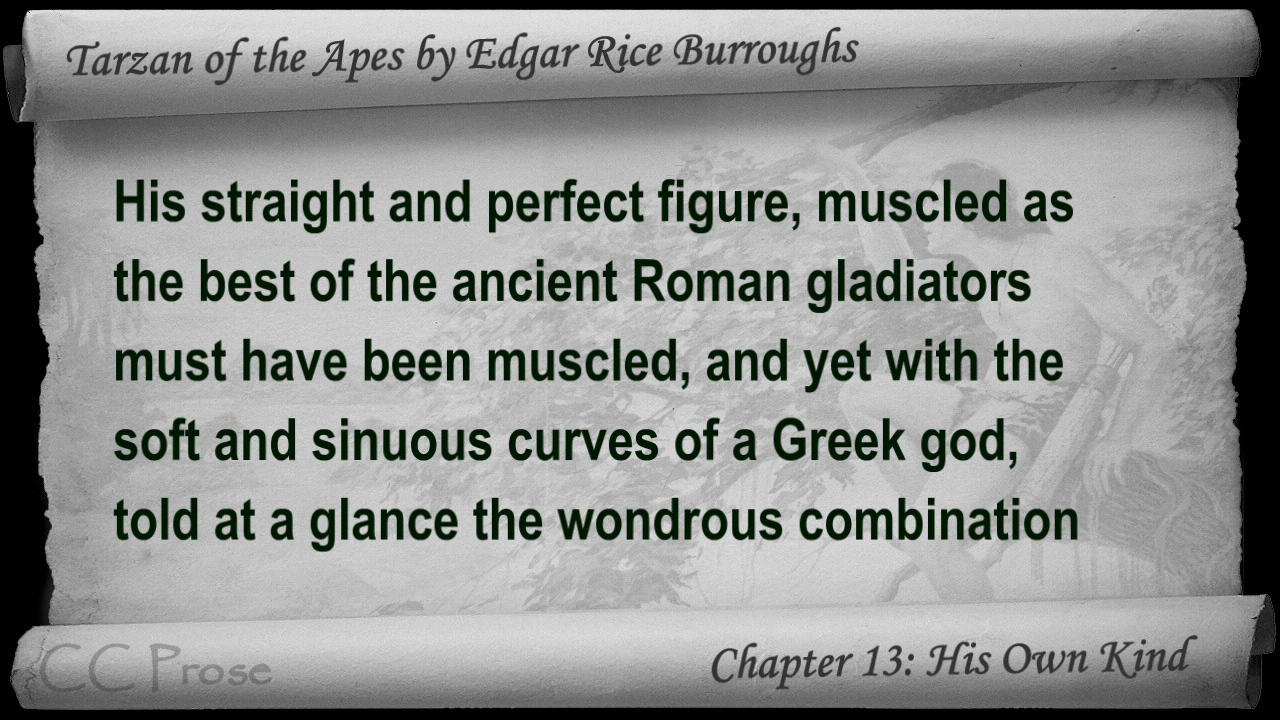 Tarzan of the Apes by Edgar Rice Burroughs
His straight and perfect figure, muscled as
the best of the ancient Roman gladiators
must have been muscled, and yet with the
soft and sinuous curves of a Greek god,
told at a glance the wondrous combination
CC Prose
Chapter 13: His Own Kind